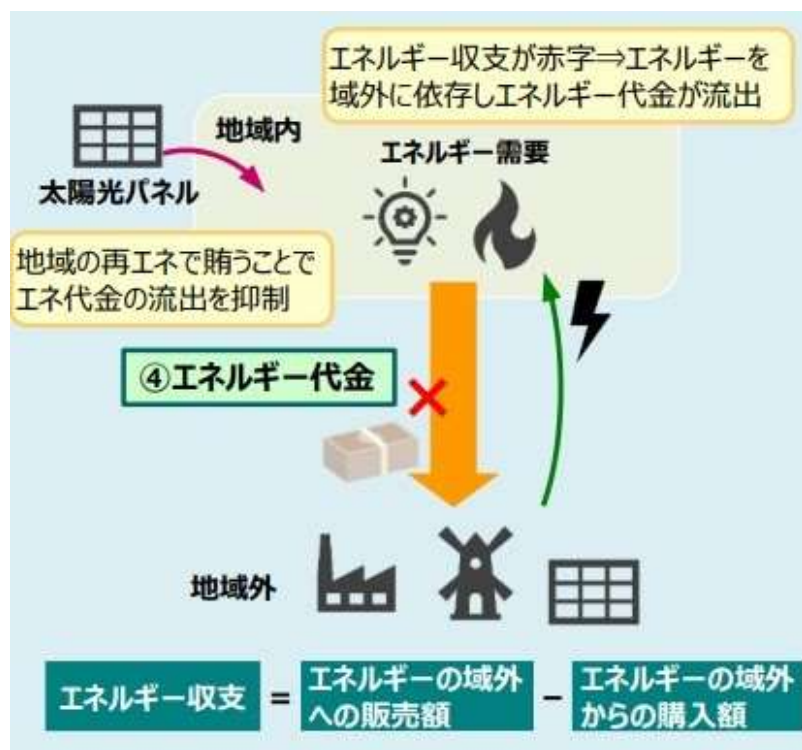 エネルギー収支が赤字⇒エネルギーを
域外に依存しエネルギー代金が流出
地域内
エネルギー需要
太陽光パネル
地域の再エネで賄うことで
エネ代金の流出を抑制
④エネルギー代金
地域外
エネルギー収支 = エネルギーの域外
への販売額 − エネルギーの域外
からの購入額